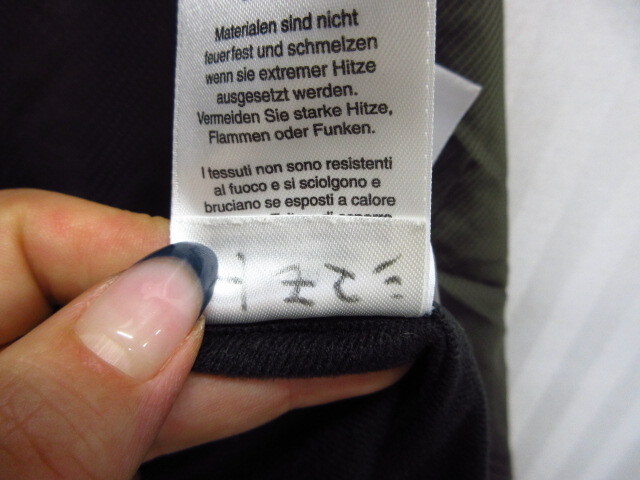 Materialen sind nicht
feuerfest und schmelzen
wenn sie extremer Hitze
ausgesetzt werden.
Vermeiden Sie starke Hitze,
Flammen oder Funken.
I tessuti non sono resistenti
al fuoco e si sciolgono e
bruciano se esposti a calore